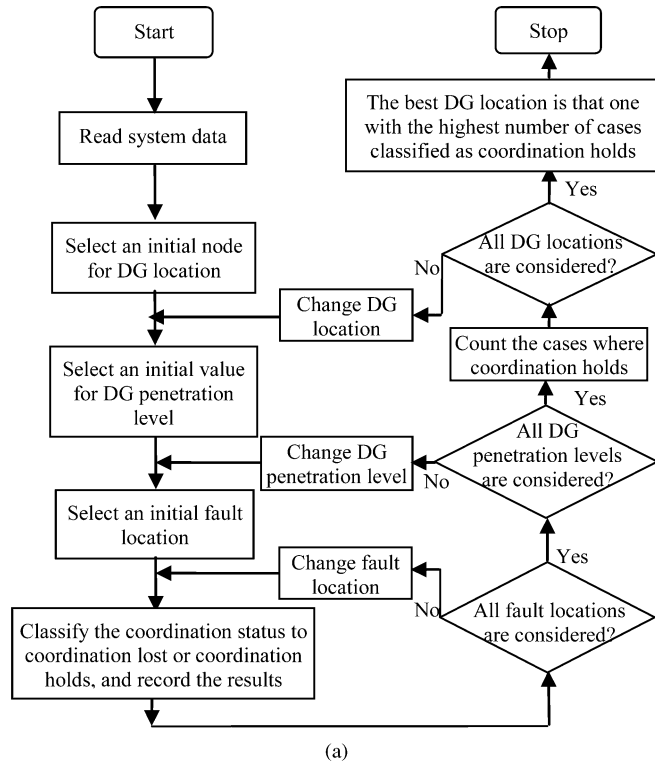 Start
Read system data
Select an initial node
for DG location
Change DG
location
Select an initial value
for DG penetration
level
Change DG
penetration level
Select an initial fault
location
Change fault
location
Classify the coordination status to
coordination lost or coordination
holds, and record the results
All fault locations
are considered?
No
Yes
All DG
penetration levels
are considered?
No
Yes
Count the cases where
coordination holds
All DG locations
are considered?
No
Yes
The best DG location is that one
with the highest number of cases
classified as coordination holds
Stop
(a)